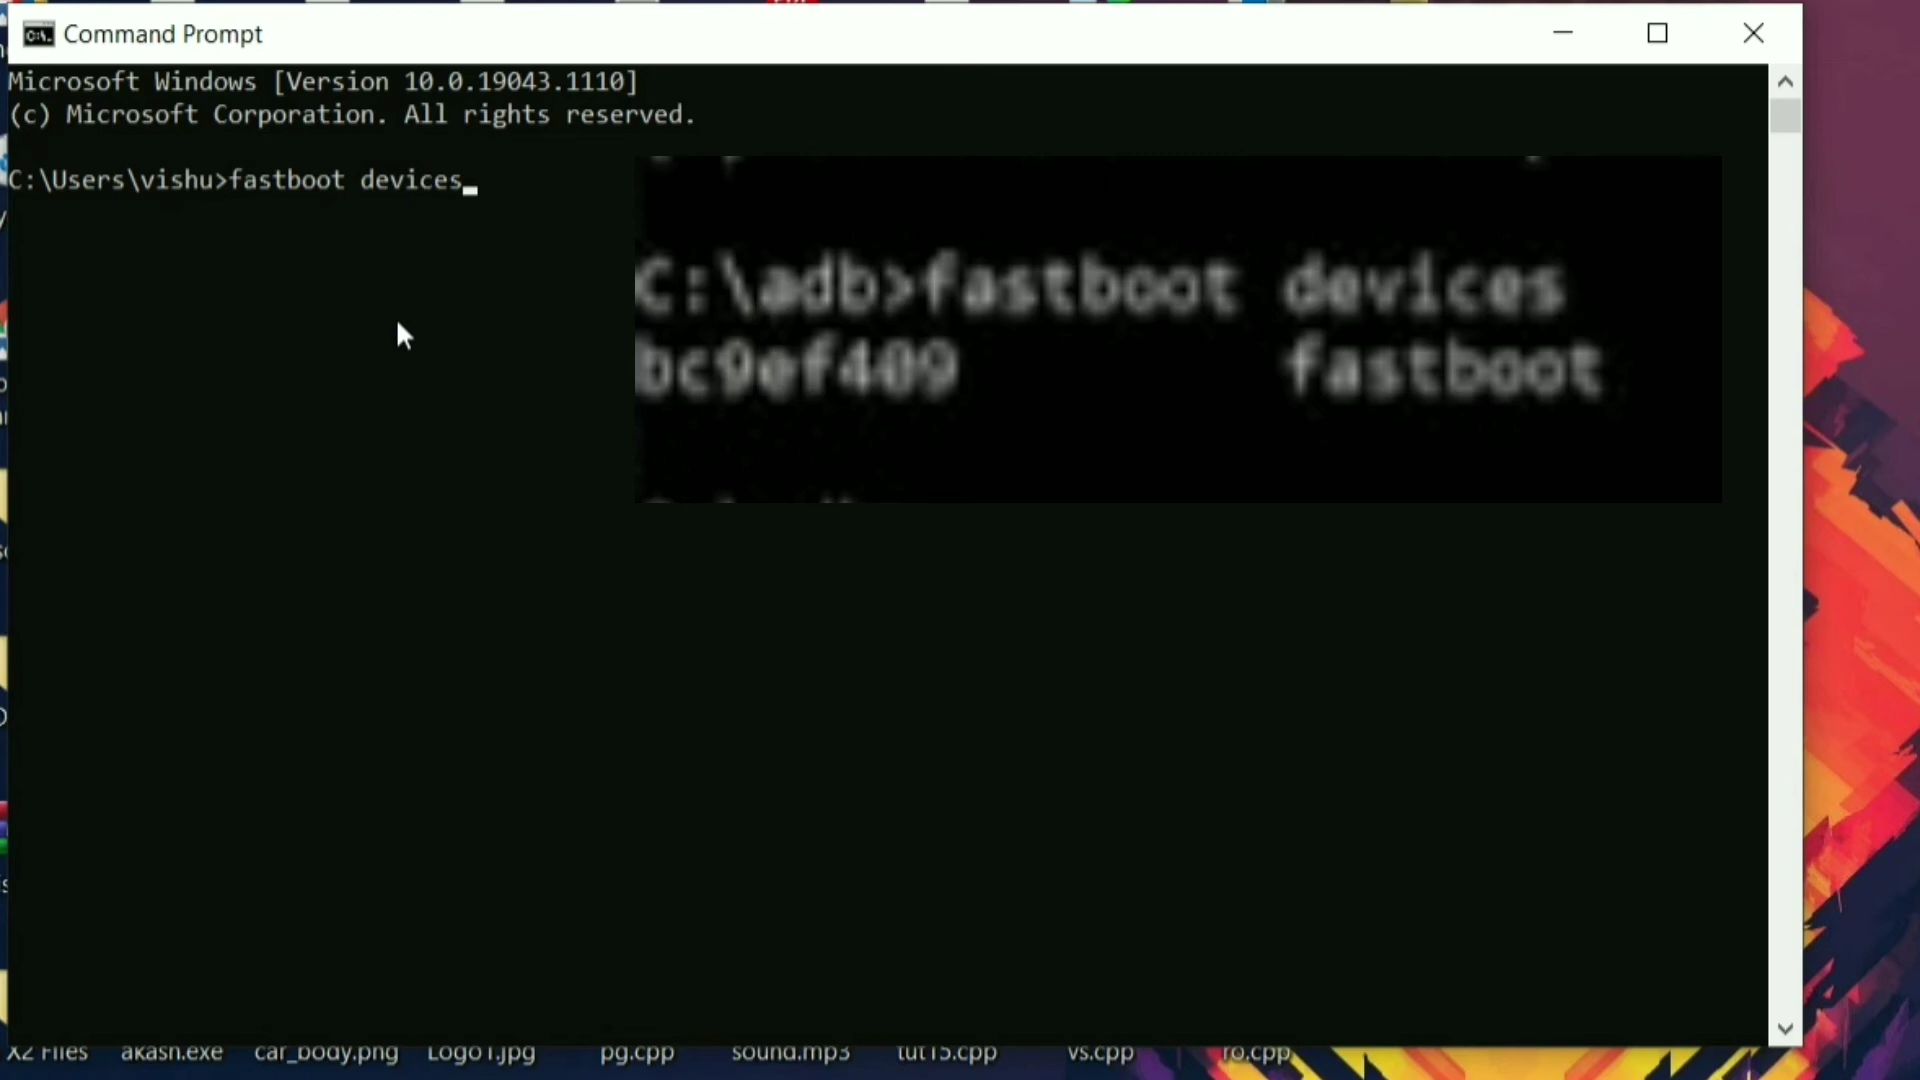 Command Prompt
Microsoft Windows [Version 10.0.19043.1110]
(c) Microsoft Corporation. All rights reserved.
C:\Users\vishu>fastboot devices
C:\adb>fastboot devices
bc9ef409 fastboot
X2 Files akash.exe car_body.png Logo1.jpg pg.cpp sound.mp3 tut15.cpp vs.cpp ro.cpp